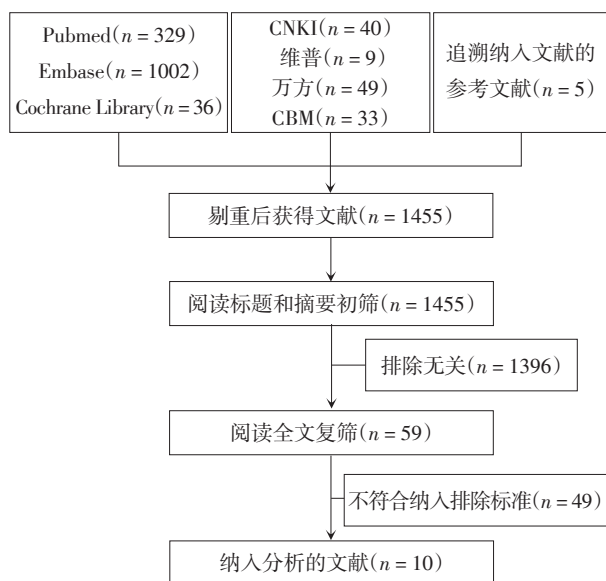 Pubmed(n = 329)
Embase(n = 1002)
Cochrane Library(n = 36)
CNKI(n = 40)
维普(n = 9)
万方(n = 49)
CBM(n = 33)
追溯纳入文献的
参考文献(n = 5)
剔重后获得文献(n = 1455)
阅读标题和摘要初筛(n = 1455)
排除无关(n = 1396)
阅读全文复筛(n = 59)
不符合纳入排除标准(n = 49)
纳入分析的文献(n = 10)